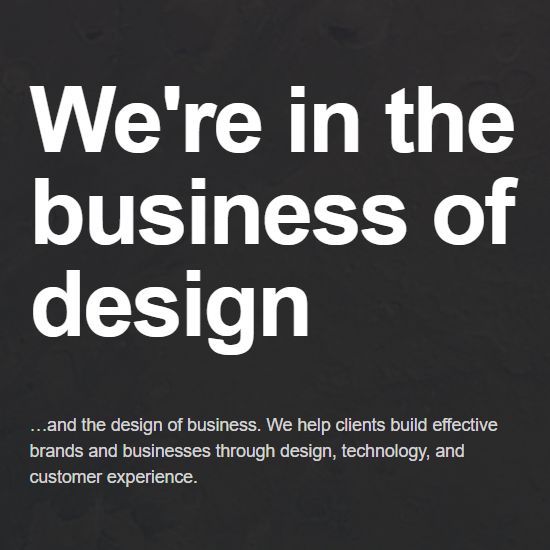 We're in the
business of
design
…and the design of business. We help clients build effective
brands and businesses through design, technology, and
customer experience.